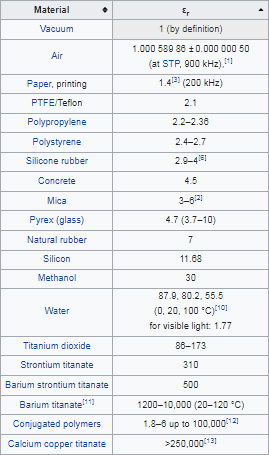 Material εr
Vacuum 1 (by definition)
Air 1.000 589 86 ± 0.000 000 50
(at STP, 900 kHz),[1]
Paper, printing 1.4[3] (200 kHz)
PTFE/Teflon 2.1
Polypropylene 2.2–2.36
Polystyrene 2.4–2.7
Silicone rubber 2.9–4[6]
Concrete 4.5
Mica 3–6[2]
Pyrex (glass) 4.7 (3.7–10)
Natural rubber 7
Silicon 11.68
Methanol 30
Water 87.9, 80.2, 55.5
(0, 20, 100 °C)[10]
for visible light: 1.77
Titanium dioxide 86–173
Strontium titanate 310
Barium strontium titanate 500
Barium titanate[11] 1200–10,000 (20–120 °C)
Conjugated polymers 1.8–6 up to 100,000[12]
Calcium copper titanate >250,000[13]